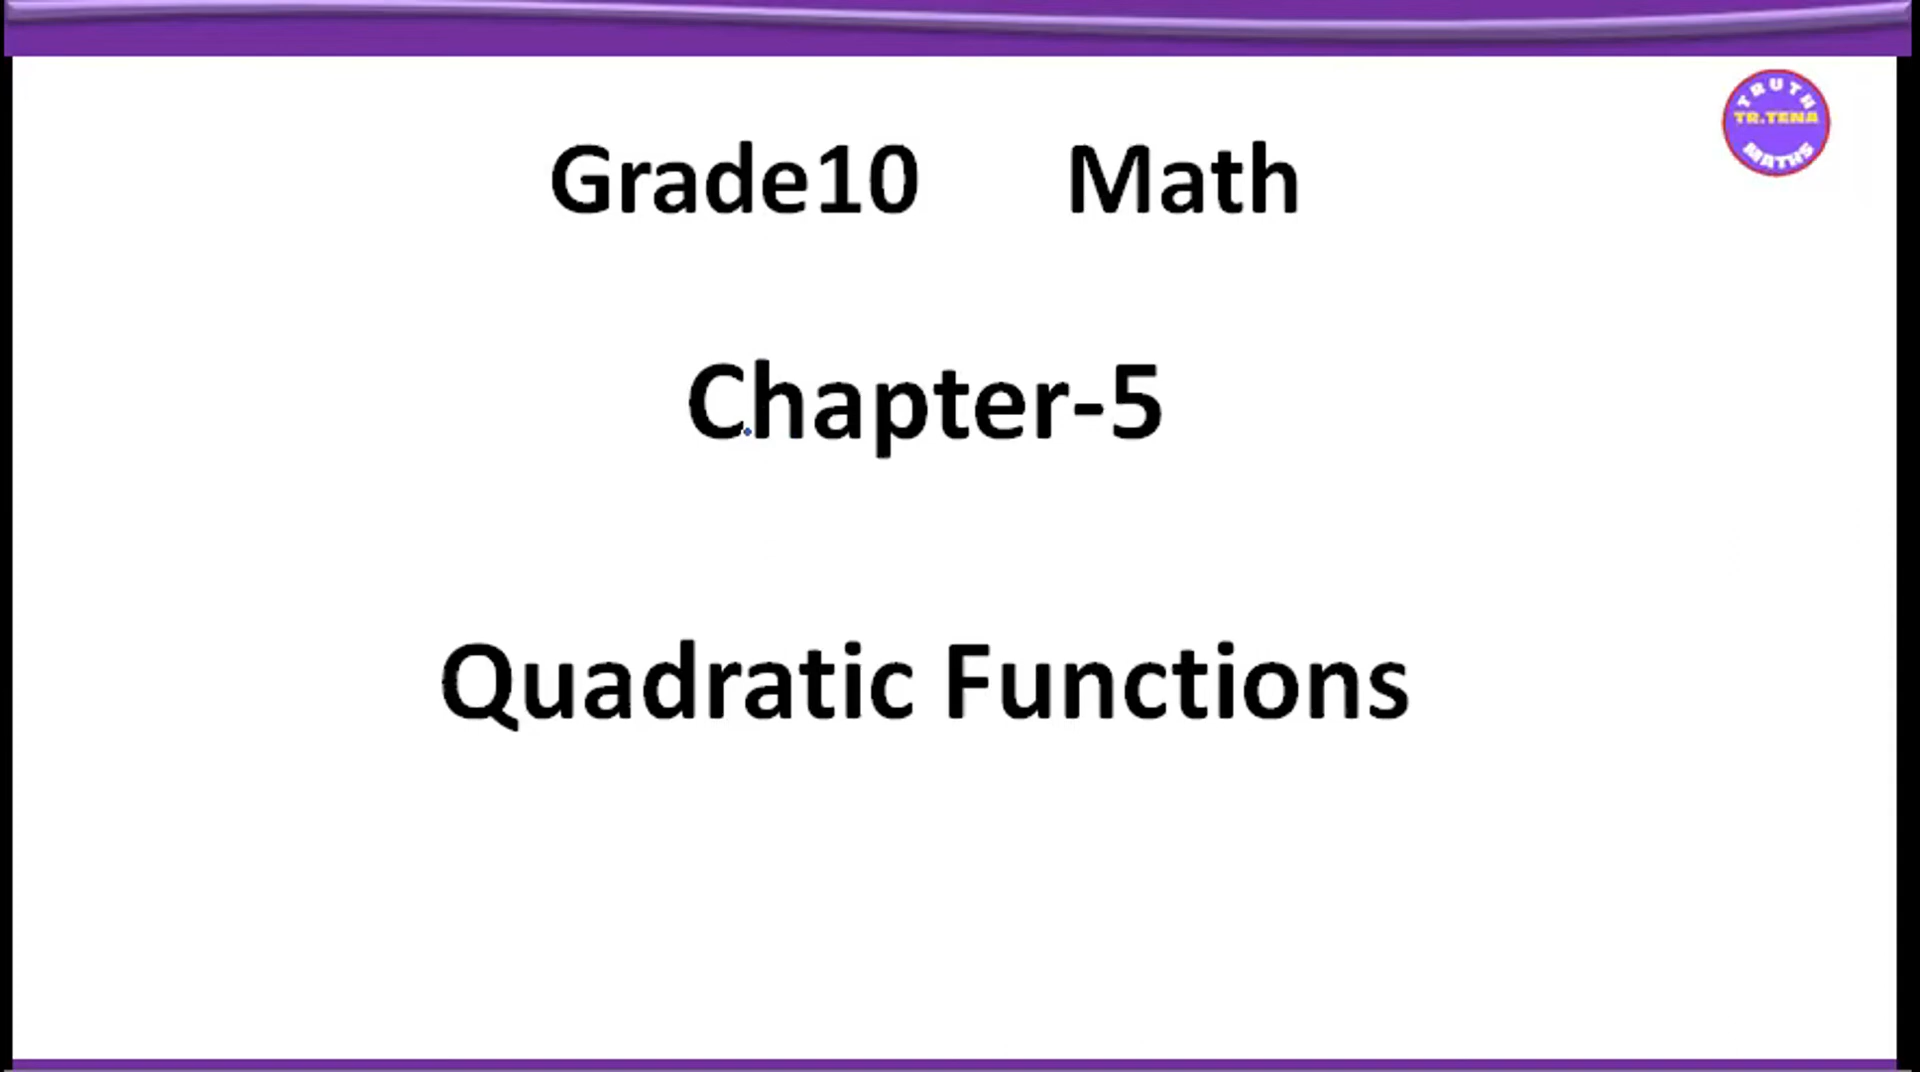 Grade10 Math
TRUTH
TR.TENA
MATHS
Chapter-5
Quadratic Functions